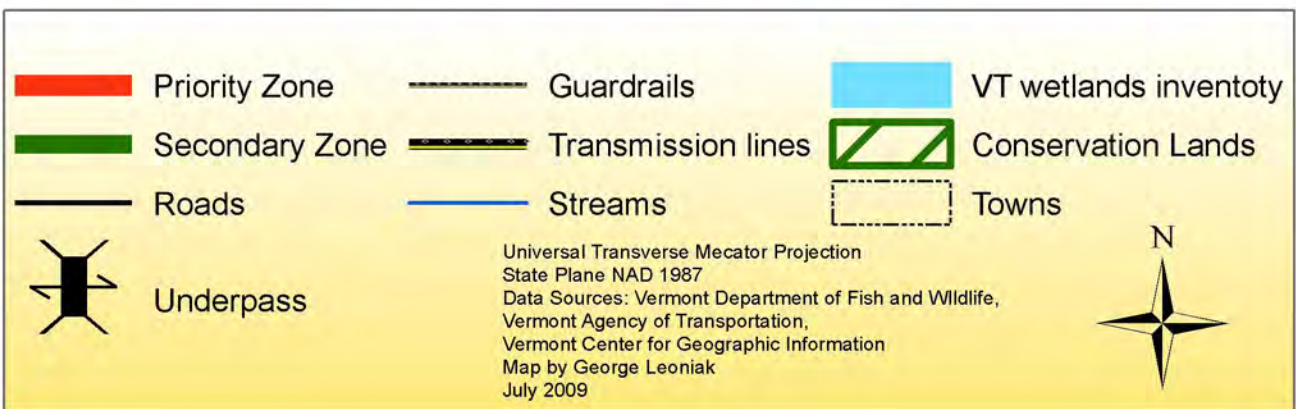 Priority Zone
Guardrails
VT wetlands inventoty
Secondary Zone
Transmission lines
Conservation Lands
Roads
Streams
Towns
Underpass
Universal Transverse Mecator Projection
State Plane NAD 1987
Data Sources: Vermont Department of Fish and WIldlife,
Vermont Agency of Transportation,
Vermont Center for Geographic Information
Map by George Leoniak
July 2009
N